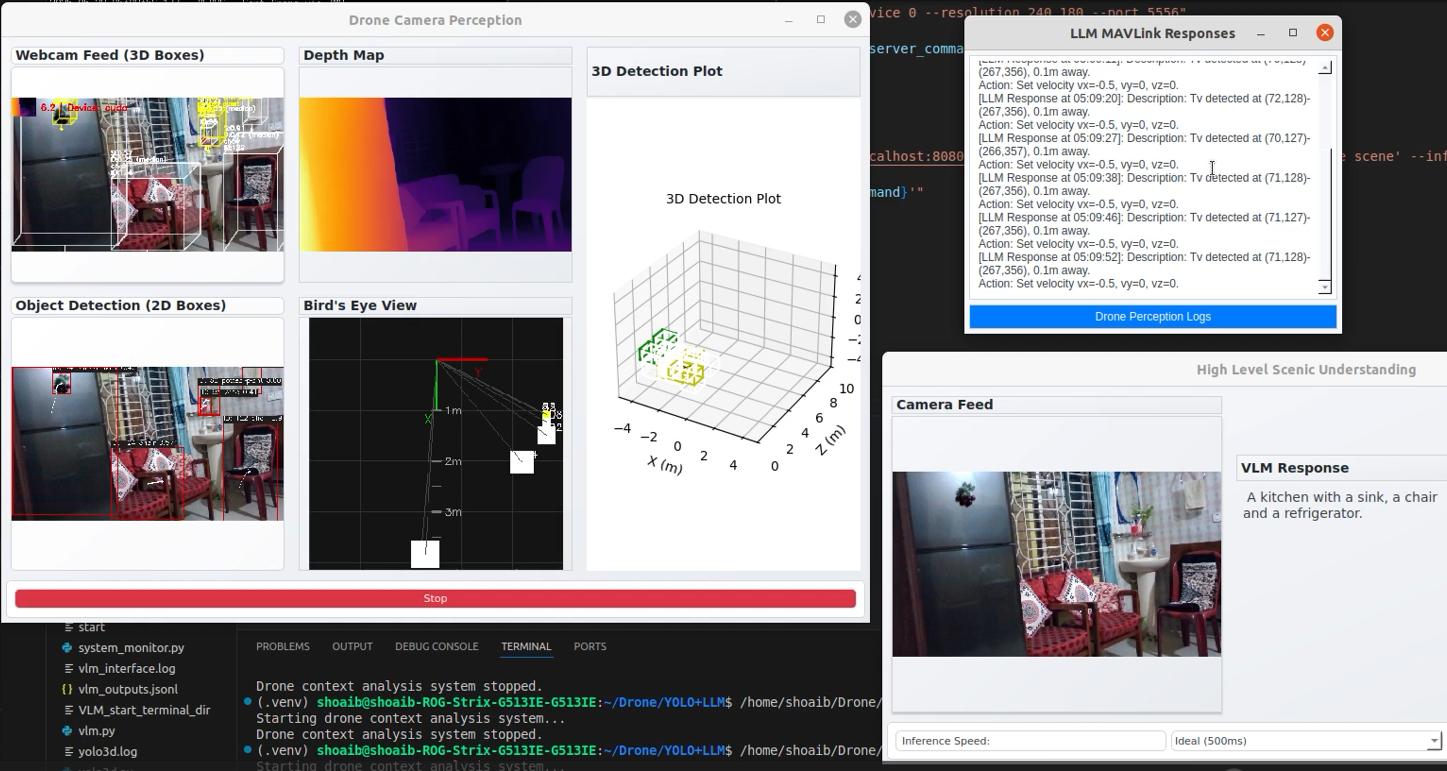 Drone Camera Perception
Webcam Feed (3D Boxes)
6.2 | Device: cuda
(median)
(median)
Depth Map
3D Detection Plot
3D Detection Plot
4
2
0
−2
−4
10
8
6
4
2
0
Z (m)
−4
−2
0
2
4
X (m)
Object Detection (2D Boxes)
Bird's Eye View
Y
X
1m
2m
3m
Stop
vice 0 --resolution 240 180 --port 5556"
server_comma
calhost:8080
e scene' --inf
mand}'"
LLM MAVLink Responses
(267,356), 0.1m away.
Action: Set velocity vx=-0.5, vy=0, vz=0.
[LLM Response at 05:09:20]: Description: Tv detected at (72,128)-
(267,356), 0.1m away.
Action: Set velocity vx=-0.5, vy=0, vz=0.
[LLM Response at 05:09:27]: Description: Tv detected at (70,127)-
(266,357), 0.1m away.
Action: Set velocity vx=-0.5, vy=0, vz=0.
[LLM Response at 05:09:38]: Description: Tv detected at (71,128)-
(267,356), 0.1m away.
Action: Set velocity vx=-0.5, vy=0, vz=0.
[LLM Response at 05:09:46]: Description: Tv detected at (71,127)-
(267,356), 0.1m away.
Action: Set velocity vx=-0.5, vy=0, vz=0.
[LLM Response at 05:09:52]: Description: Tv detected at (71,128)-
(267,356), 0.1m away.
Action: Set velocity vx=-0.5, vy=0, vz=0.
Drone Perception Logs
High Level Scenic Understanding
Camera Feed
VLM Response
A kitchen with a sink, a chair
and a refrigerator.
Inference Speed:
Ideal (500ms)
start
system_monitor.py
vlm_interface.log
vlm_outputs.jsonl
VLM_start_terminal_dir
vlm.py
yolo3d.log
PROBLEMS OUTPUT DEBUG CONSOLE TERMINAL PORTS
Drone context analysis system stopped.
(.venv) shoaib@shoaib-ROG-Strix-G513IE-G513IE:~/Drone/YOLO+LLM$ /home/shoaib/Drone/
Starting drone context analysis system...
Drone context analysis system stopped.
(.venv) shoaib@shoaib-ROG-Strix-G513IE-G513IE:~/Drone/YOLO+LLM$ /home/shoaib/Drone/
Starting drone context analysis system...